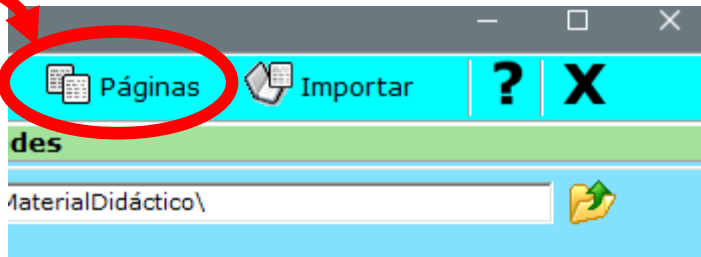 Páginas Importar ? X
des
MaterialDidáctico\